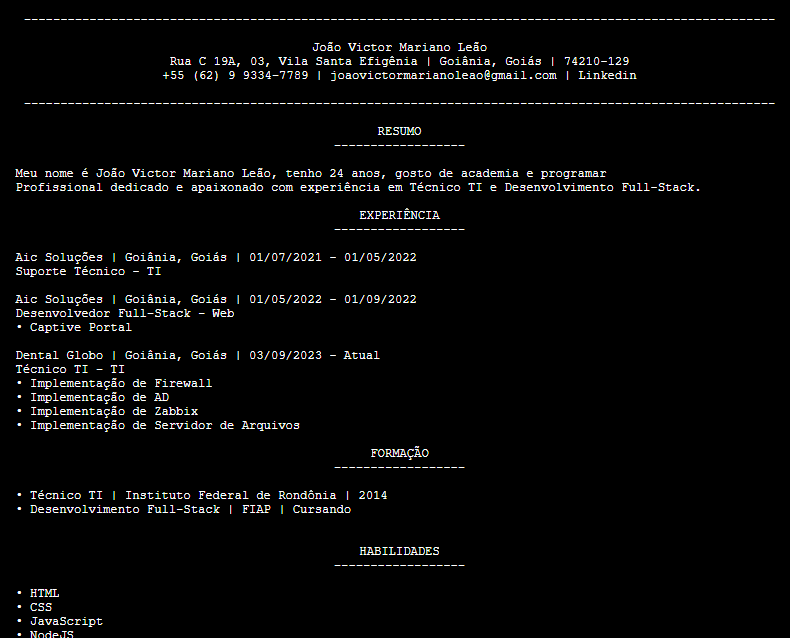 João Victor Mariano Leão
Rua C 19A, 03, Vila Santa Efigênia | Goiânia, Goiás | 74210-129
+55 (62) 9 9334-7789 | joaovictormarianoleao@gmail.com | Linkedin
RESUMO
Meu nome é João Victor Mariano Leão, tenho 24 anos, gosto de academia e programar
Profissional dedicado e apaixonado com experiência em Técnico TI e Desenvolvimento Full-Stack.
EXPERIÊNCIA
Aic Soluções | Goiânia, Goiás | 01/07/2021 - 01/05/2022
Suporte Técnico - TI
Aic Soluções | Goiânia, Goiás | 01/05/2022 - 01/09/2022
Desenvolvedor Full-Stack - Web
• Captive Portal
Dental Globo | Goiânia, Goiás | 03/09/2023 - Atual
Técnico TI - TI
• Implementação de Firewall
• Implementação de AD
• Implementação de Zabbix
• Implementação de Servidor de Arquivos
FORMAÇÃO
• Técnico TI | Instituto Federal de Rondônia | 2014
• Desenvolvimento Full-Stack | FIAP | Cursando
HABILIDADES
• HTML
• CSS
• JavaScript
• NodeJS